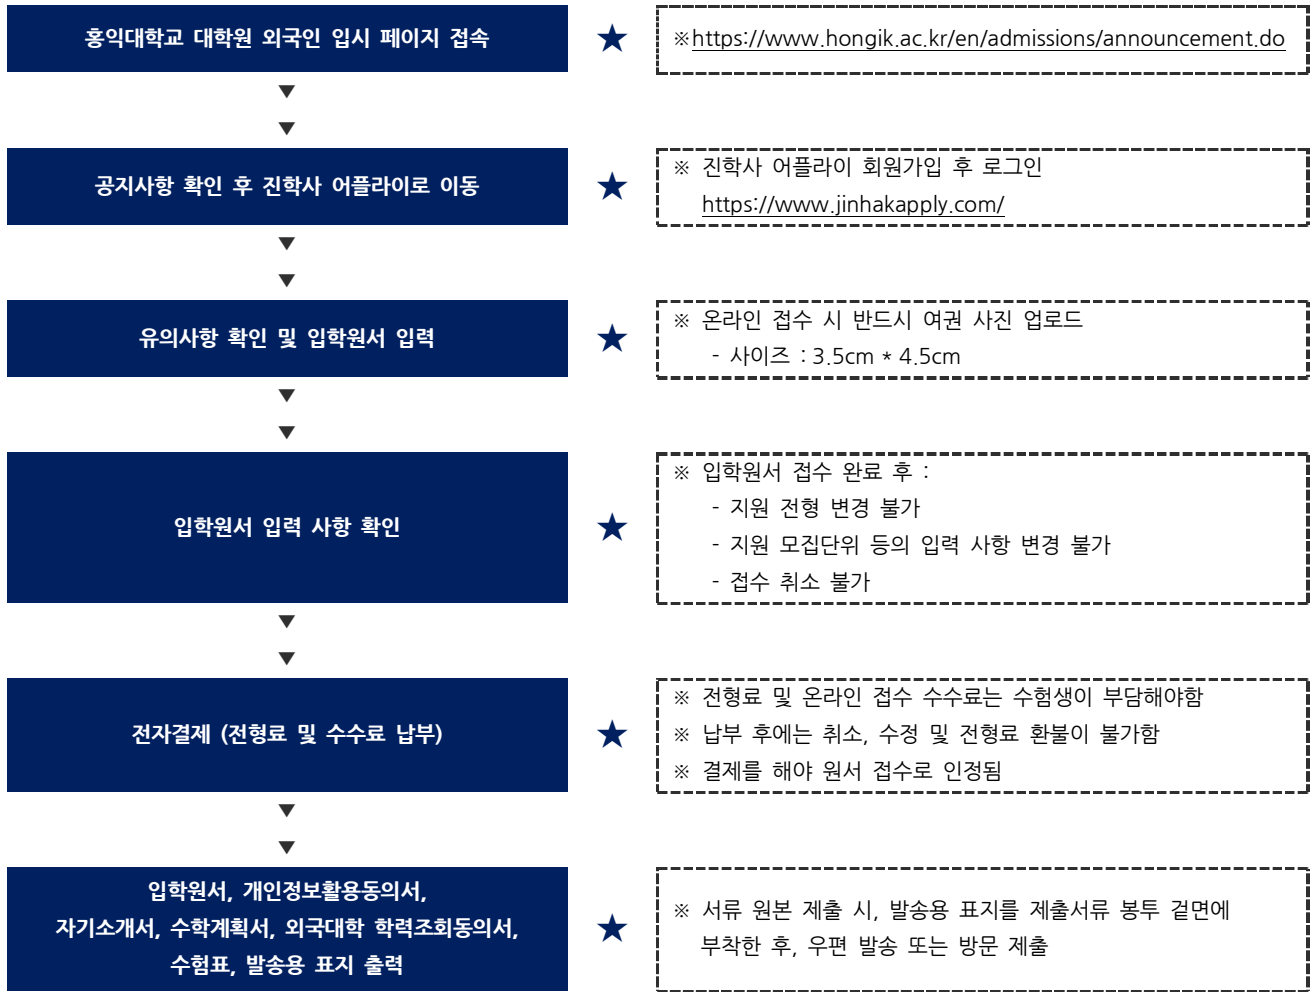 홍익대학교 대학원 외국인 입시 페이지 접속
★
※https://www.hongik.ac.kr/en/admissions/announcement.do
▼
▼
공지사항 확인 후 진학사 어플라이로 이동
★
※ 진학사 어플라이 회원가입 후 로그인
https://www.jinhakapply.com/
▼
▼
유의사항 확인 및 입학원서 입력
★
※ 온라인 접수 시 반드시 여권 사진 업로드
- 사이즈 : 3.5cm * 4.5cm
▼
▼
입학원서 입력 사항 확인
★
※ 입학원서 접수 완료 후 :
- 지원 전형 변경 불가
- 지원 모집단위 등의 입력 사항 변경 불가
- 접수 취소 불가
▼
▼
전자결제 (전형료 및 수수료 납부)
★
※ 전형료 및 온라인 접수 수수료는 수험생이 부담해야함
※ 납부 후에는 취소, 수정 및 전형료 환불이 불가함
※ 결제를 해야 원서 접수로 인정됨
▼
▼
입학원서, 개인정보활용동의서,
자기소개서, 수학계획서, 외국대학 학력조회동의서,
수험표, 발송용 표지 출력
★
※ 서류 원본 제출 시, 발송용 표지를 제출서류 봉투 겉면에
부착한 후, 우편 발송 또는 방문 제출